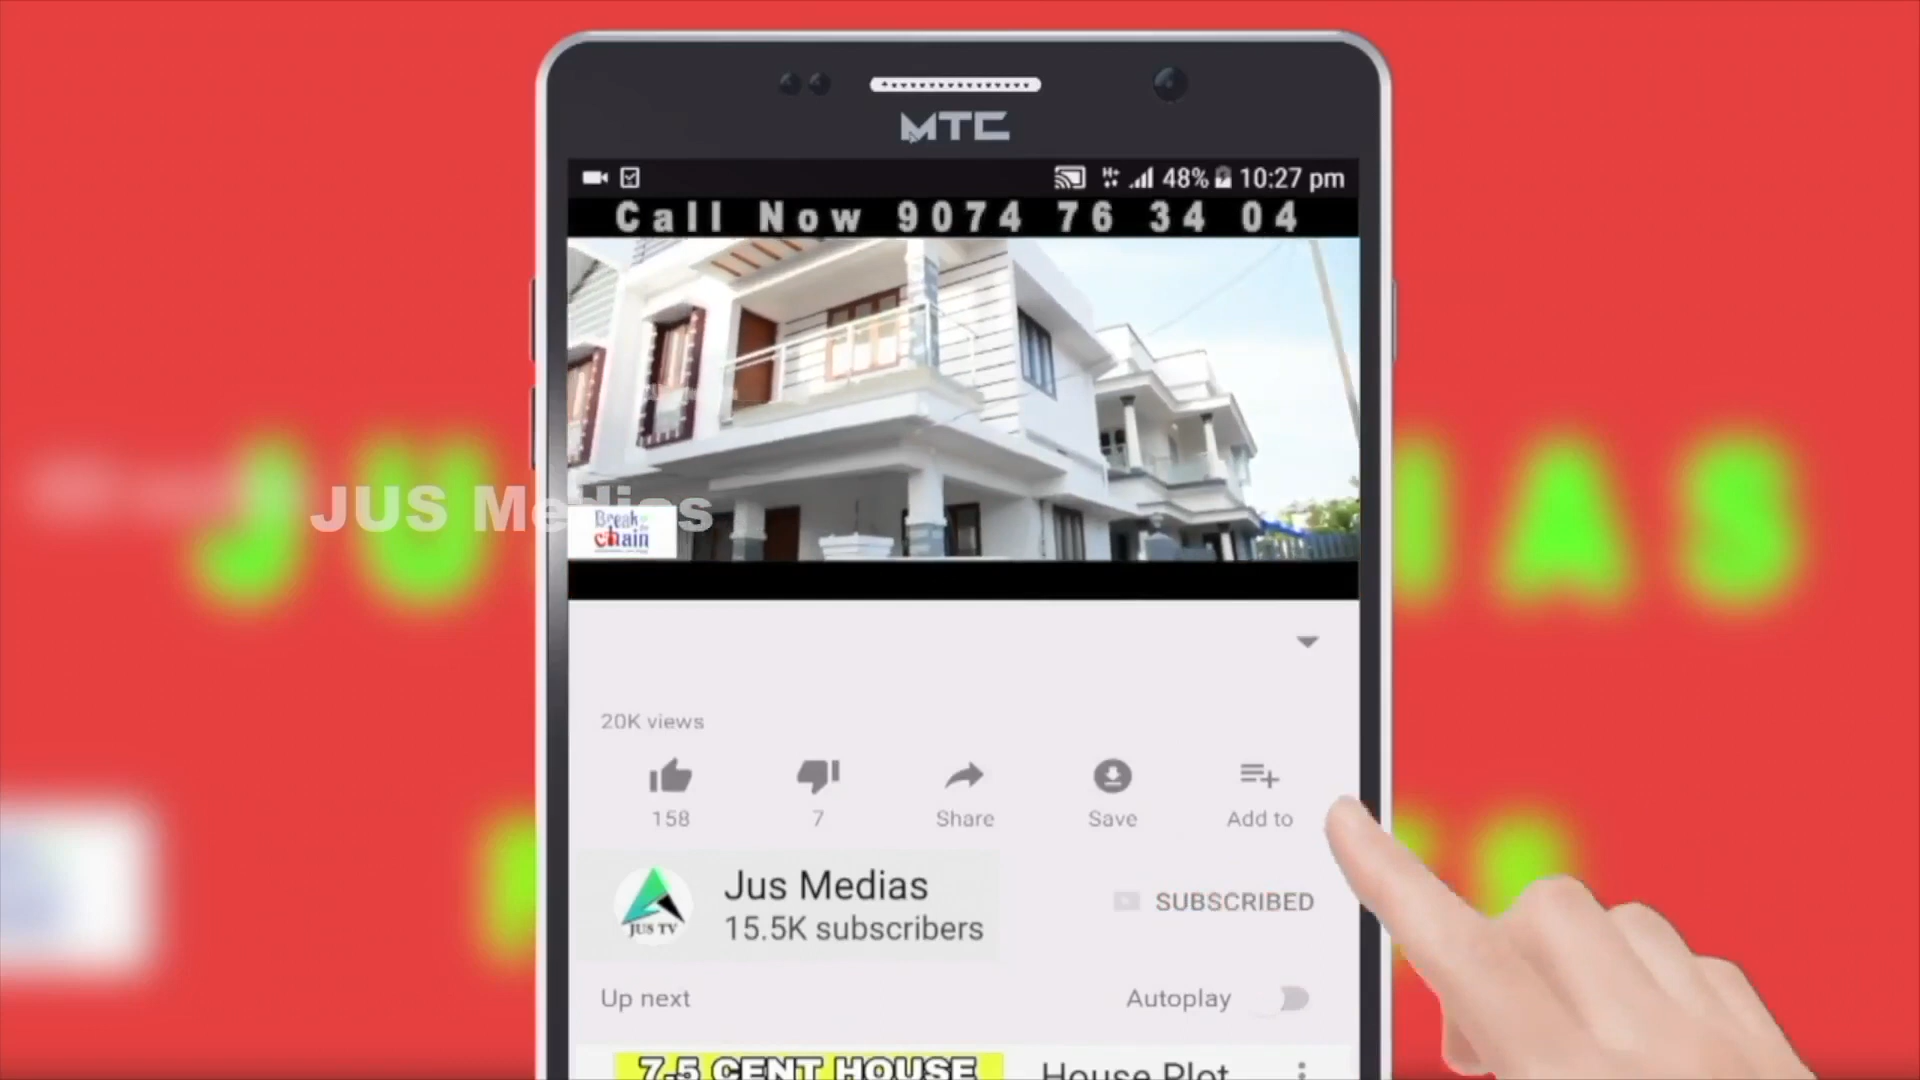 MTC
48% 10:27 pm
Call Now 9074 76 34 04
JUS Medias
Break
chain
20K views
158
7
Share
Save
Add to
Jus Medias
15.5K subscribers
SUBSCRIBED
JUS TV
Up next
Autoplay
7.5 CENT HOUSE
House Plot